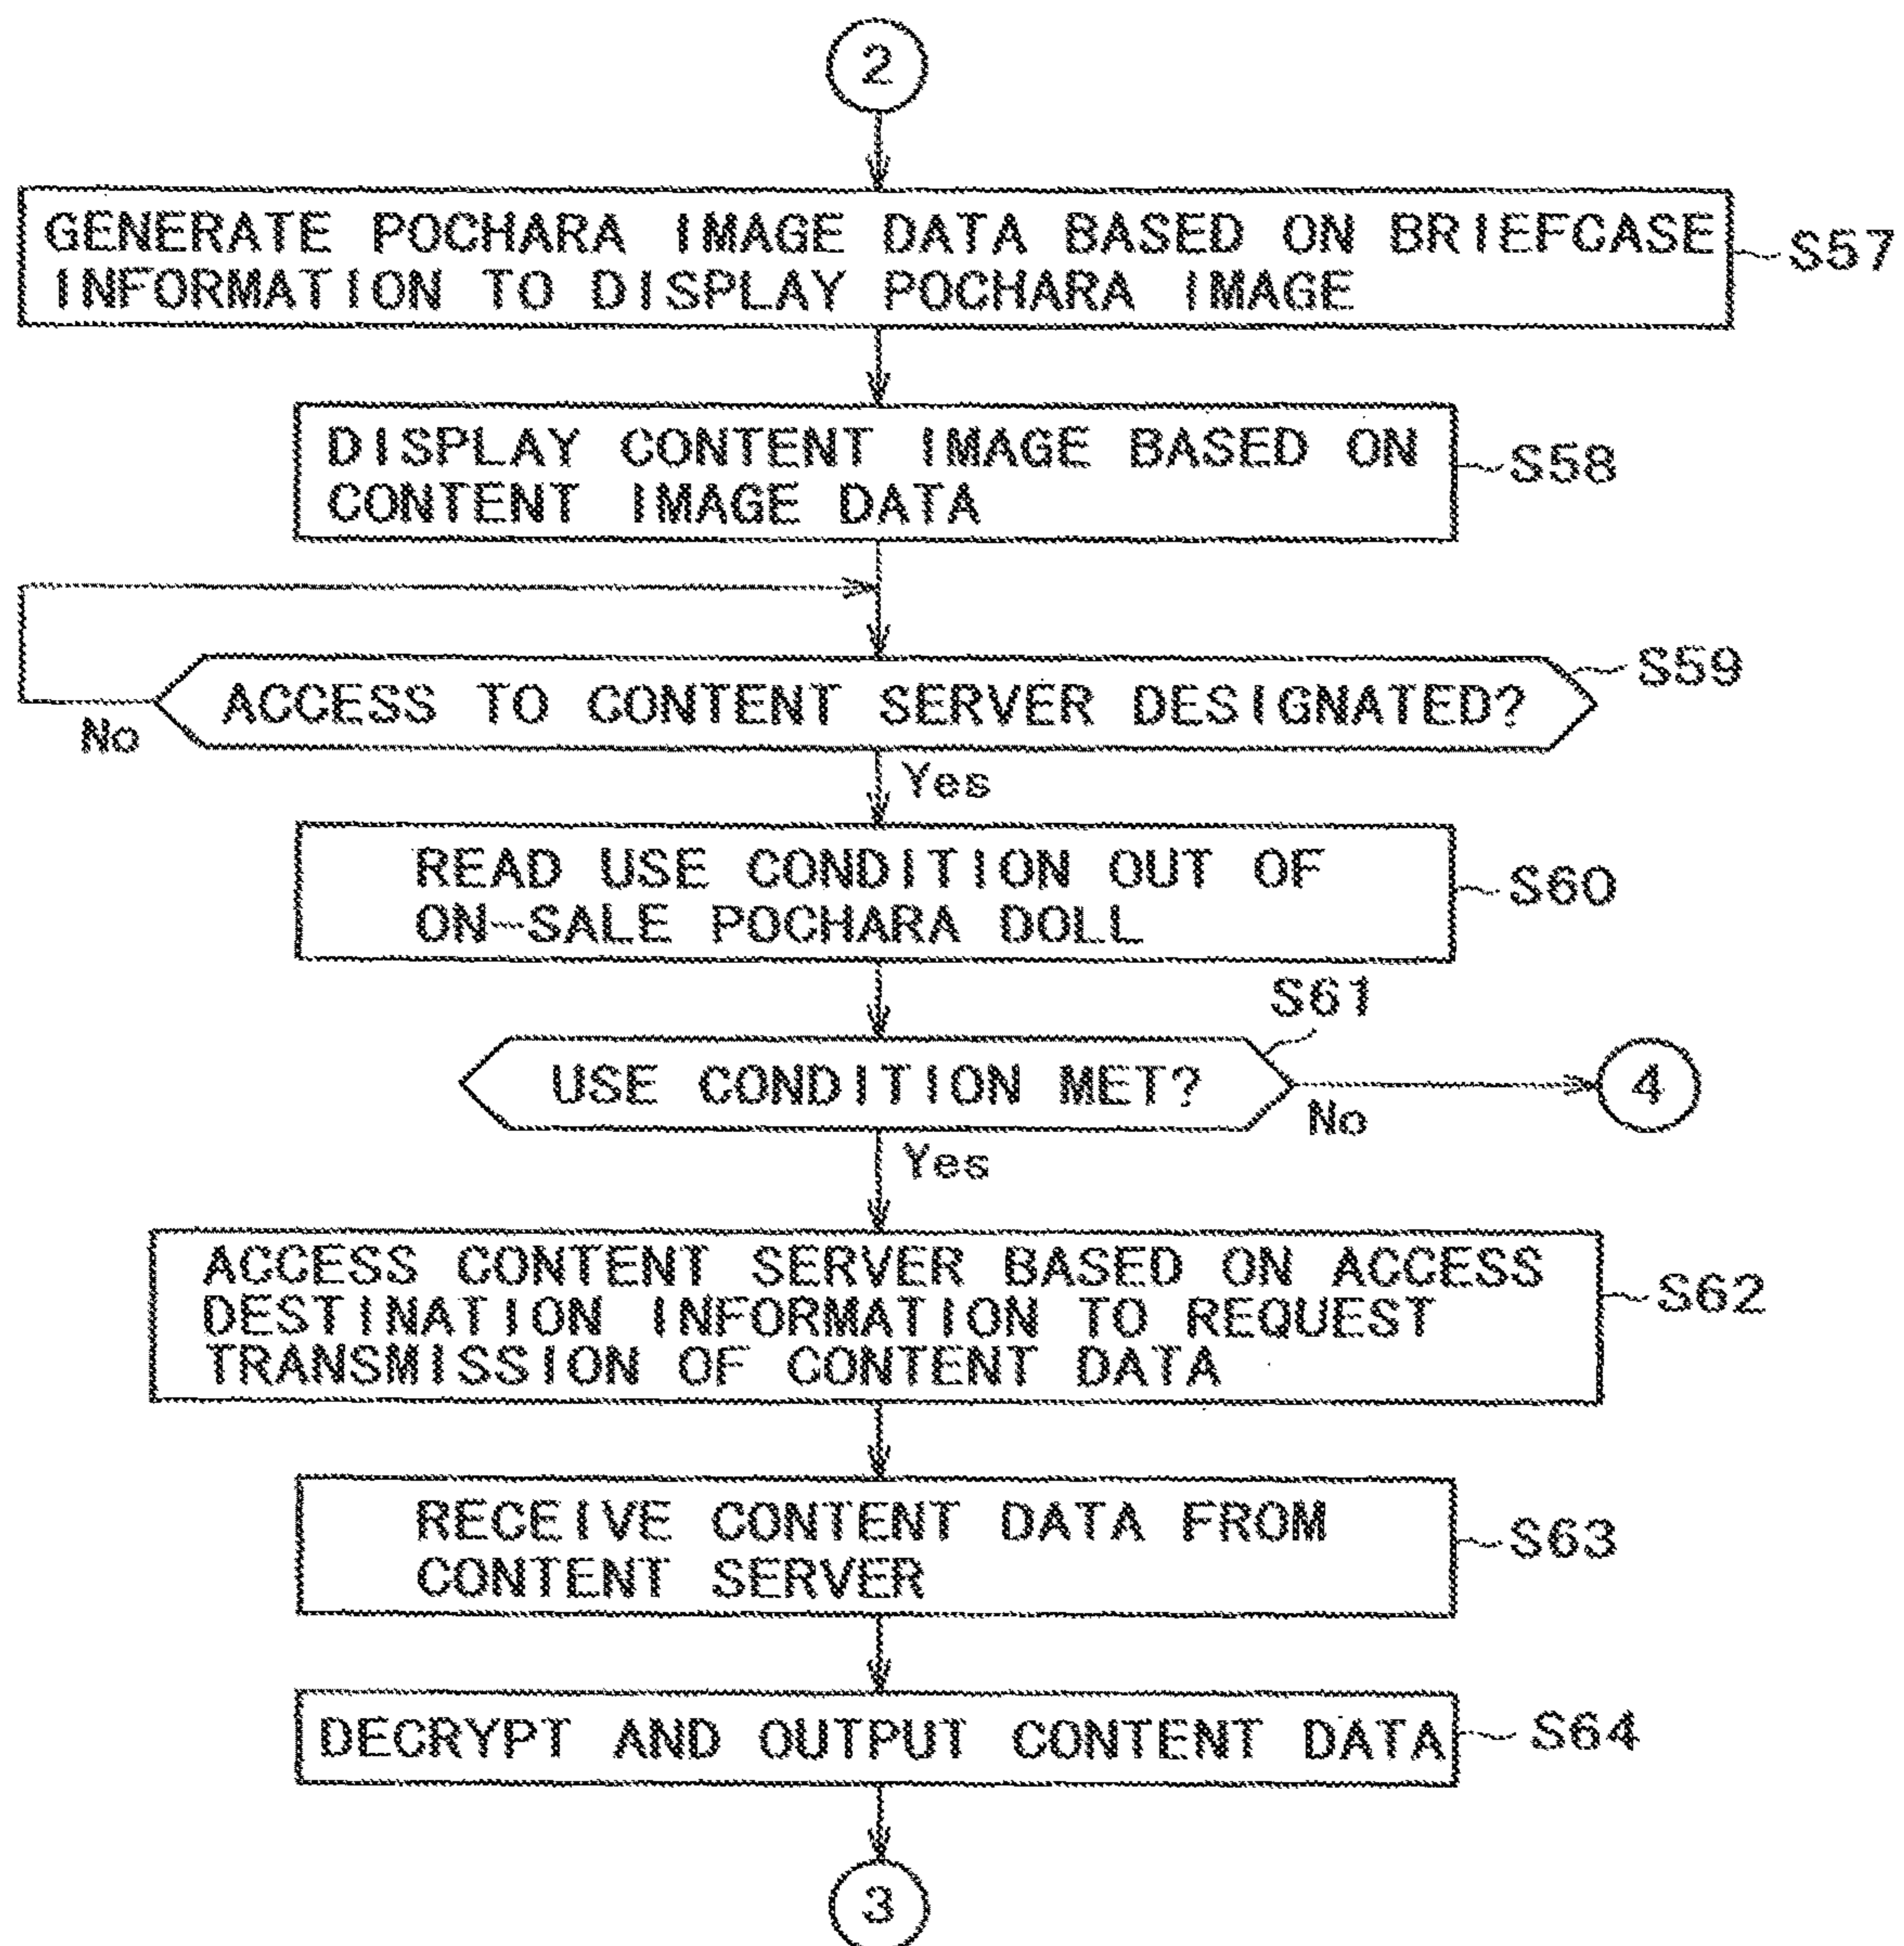 2
GENERATE POCHARA IMAGE DATA BASED ON BRIEFCASE
INFORMATION TO DISPLAY POCHARA IMAGE
S57
DISPLAY CONTENT IMAGE BASED ON
CONTENT IMAGE DATA
S58
S59
ACCESS TO CONTENT SERVER DESIGNATED?
No
Yes
READ USE CONDITION OUT OF
ON-SALE POCHARA DOLL
S60
S61
USE CONDITION MET?
No
4
Yes
ACCESS CONTENT SERVER BASED ON ACCESS
DESTINATION INFORMATION TO REQUEST
TRANSMISSION OF CONTENT DATA
S62
RECEIVE CONTENT DATA FROM
CONTENT SERVER
S63
DECRYPT AND OUTPUT CONTENT DATA
S64
3